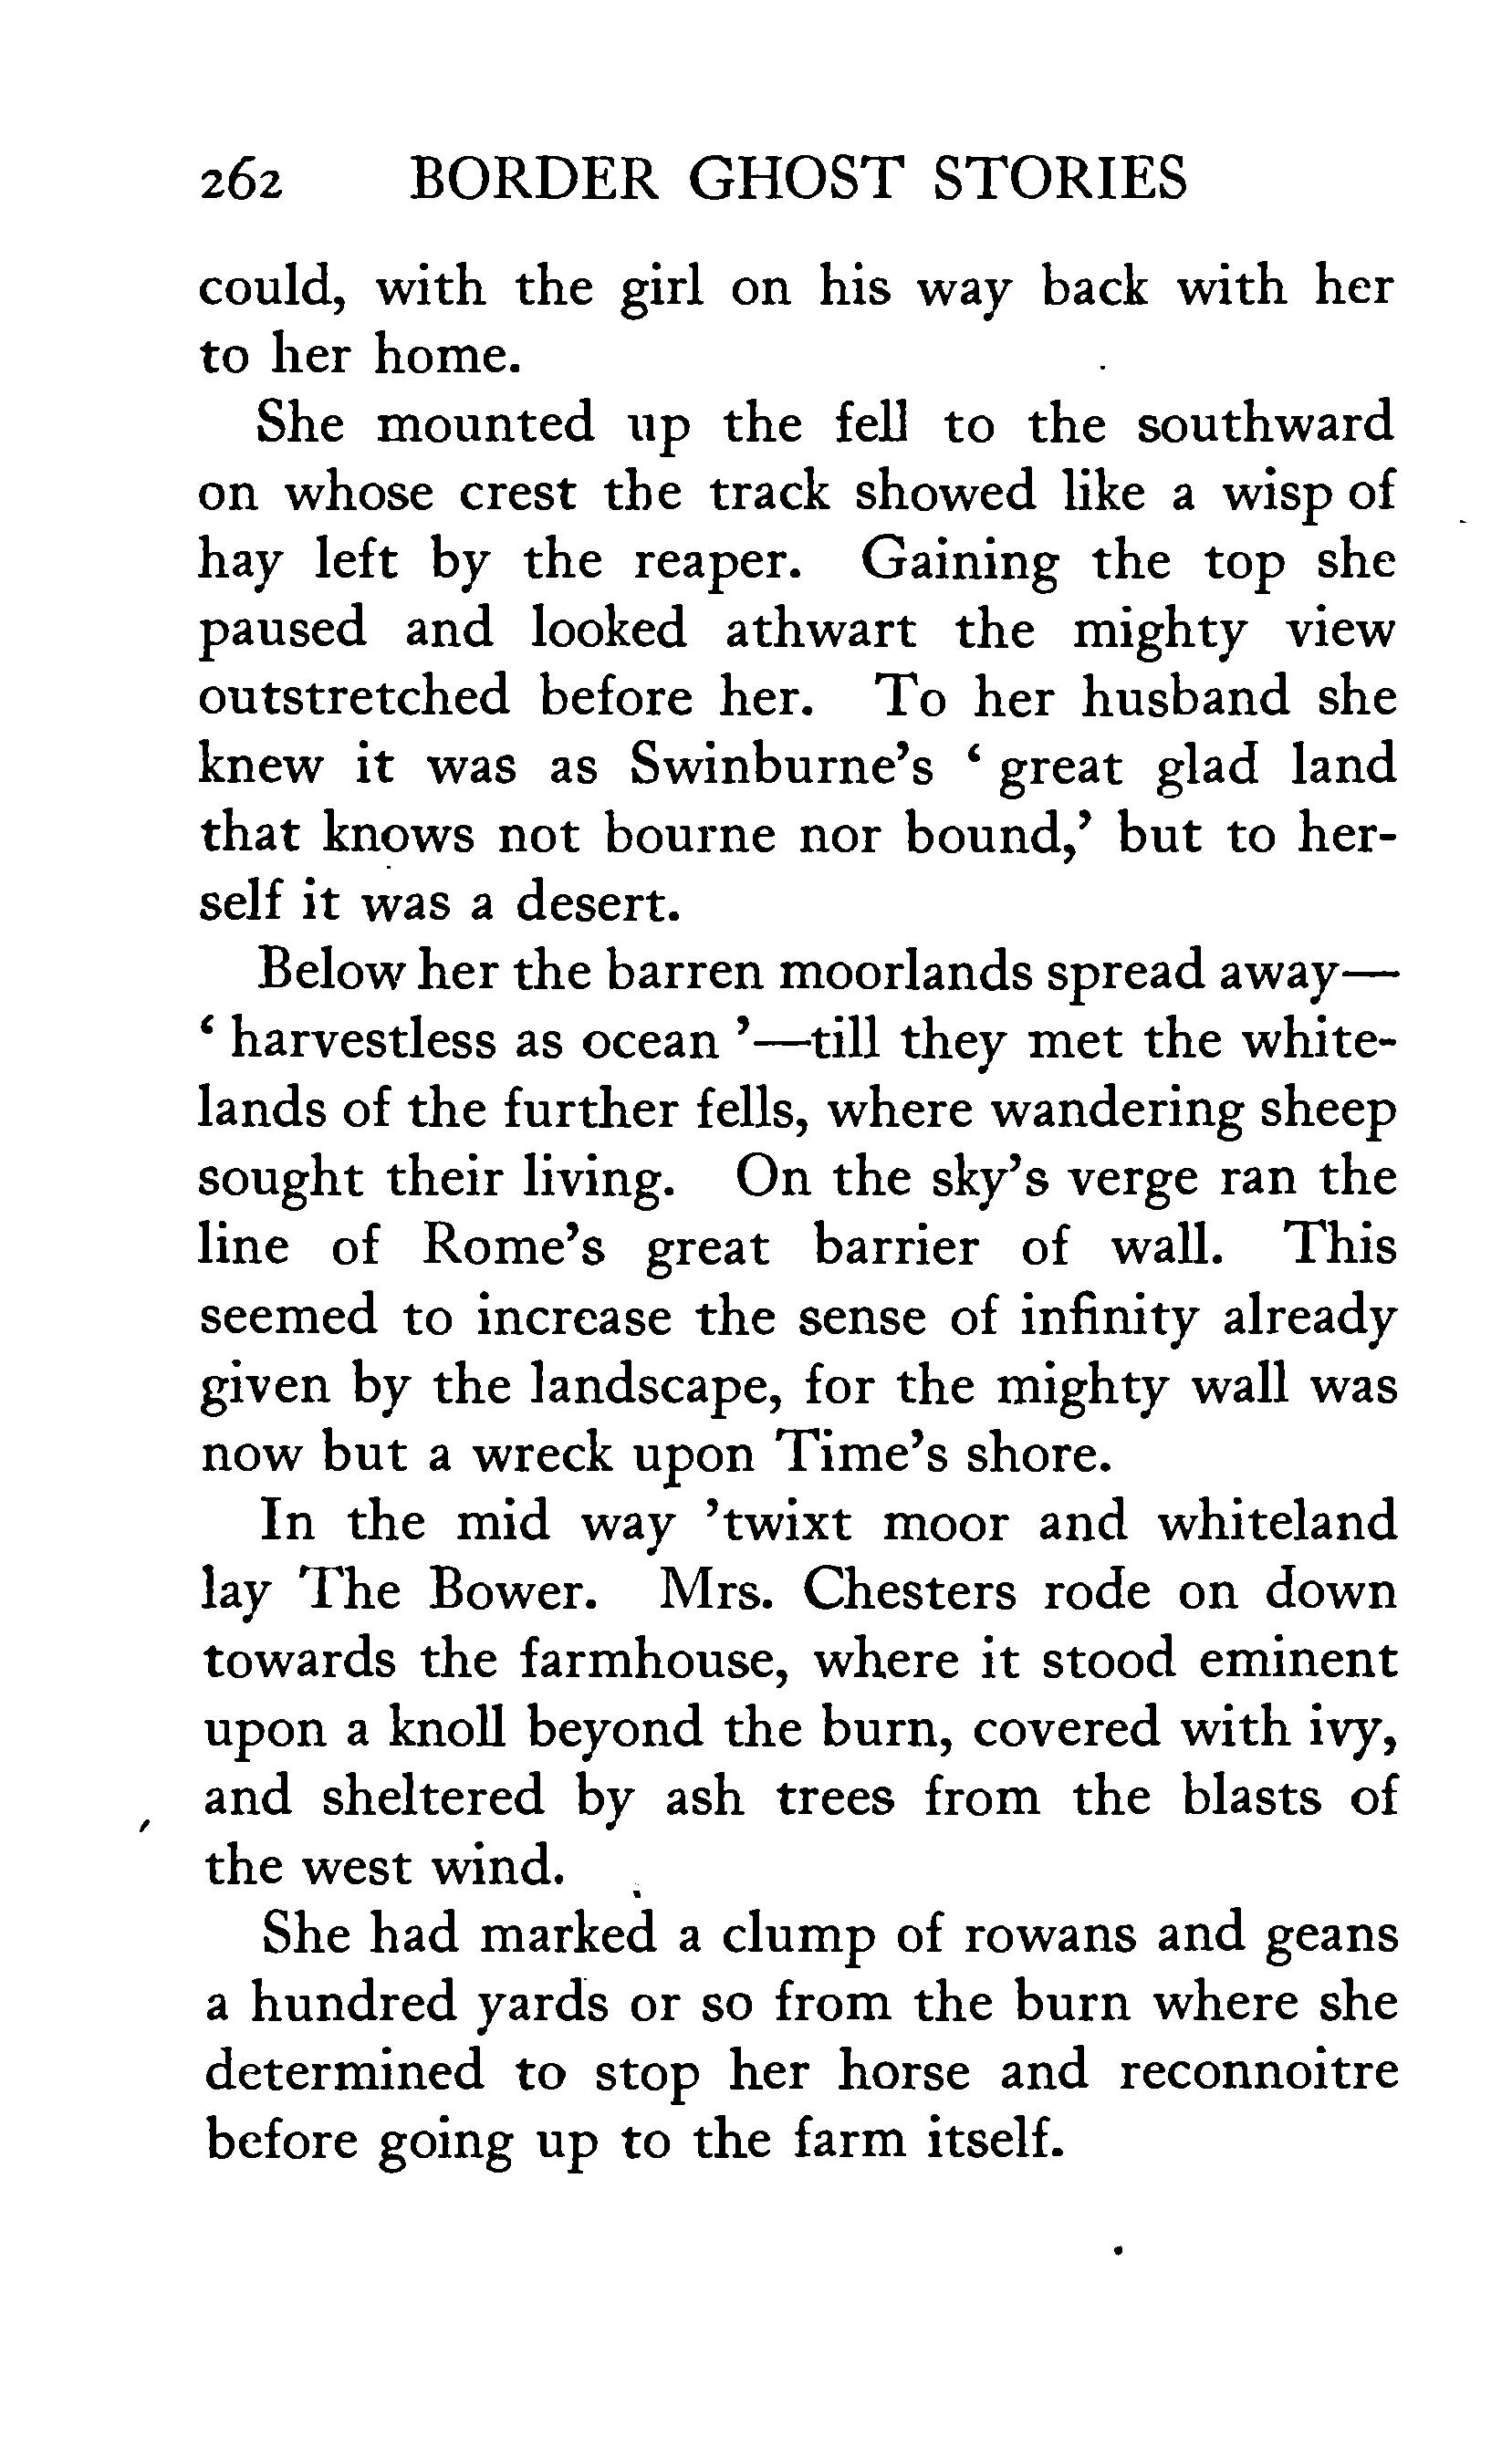 262 BORDER GHOST STORIES
could, with the girl on his way back with her
to her home.
She mounted up the fell to the southward
on whose crest the track showed like a wisp of
hay left by the reaper. Gaining the top she
paused and looked athwart the mighty view
outstretched before her. To her husband she
knew it was as Swinburne’s ‘ great glad land
that knows not bourne nor bound,’ but to her-
self it was a desert.
Below her the barren moorlands spread away—
‘ harvestless as ocean ’—till they met the white-
lands of the further fells, where wandering sheep
sought their living. On the sky’s verge ran the
line of Rome’s great barrier of wall. This
seemed to increase the sense of infinity already
given by the landscape, for the mighty wall was
now but a wreck upon Time’s shore.
In the mid way ’twixt moor and whiteland
lay The Bower. Mrs. Chesters rode on down
towards the farmhouse, where it stood eminent
upon a knoll beyond the burn, covered with ivy,
and sheltered by ash trees from the blasts of
the west wind.
She had marked a clump of rowans and geans
a hundred yards or so from the burn where she
determined to stop her horse and reconnoitre
before going up to the farm itself.